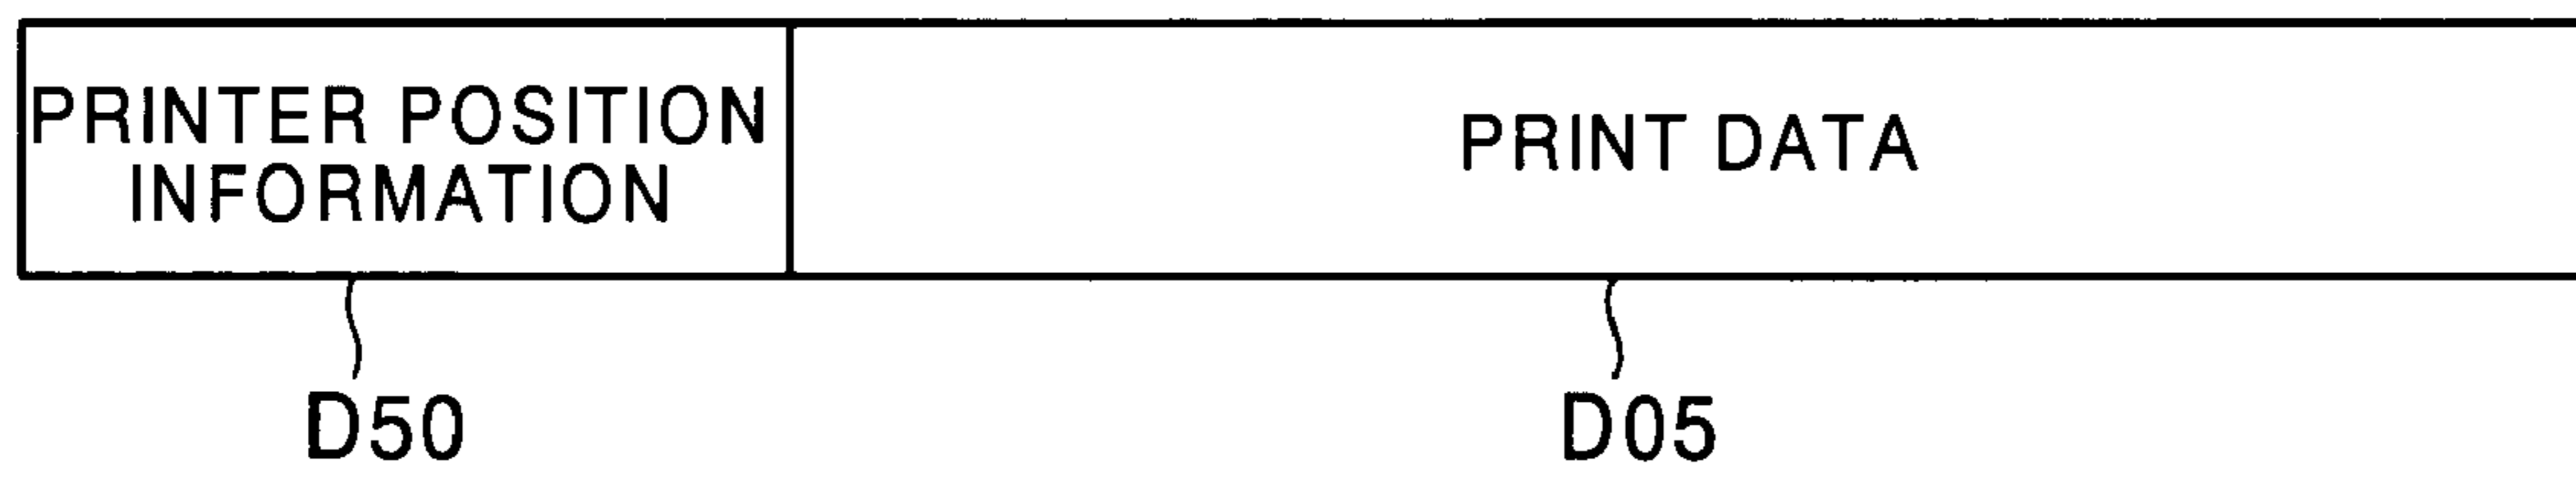 PRINTER POSITION
INFORMATION
PRINT DATA
D50
D05